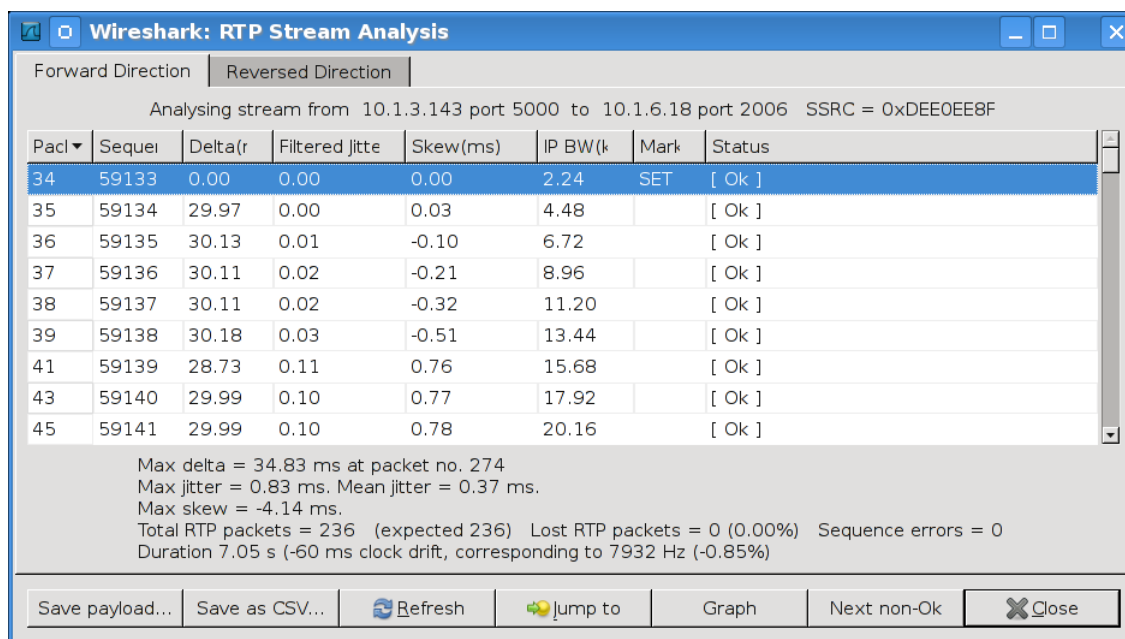 Wireshark: RTP Stream Analysis
Forward Direction Reversed Direction
Analysing stream from 10.1.3.143 port 5000 to 10.1.6.18 port 2006 SSRC = 0xDEE0EE8F
Pacl Sequei Delta(r Filtered Jitte Skew(ms) IP BW(k Mark Status
34 59133 0.00 0.00 0.00 2.24 SET [ Ok ]
35 59134 29.97 0.00 0.03 4.48 [ Ok ]
36 59135 30.13 0.01 -0.10 6.72 [ Ok ]
37 59136 30.11 0.02 -0.21 8.96 [ Ok ]
38 59137 30.11 0.02 -0.32 11.20 [ Ok ]
39 59138 30.18 0.03 -0.51 13.44 [ Ok ]
41 59139 28.73 0.11 0.76 15.68 [ Ok ]
43 59140 29.99 0.10 0.77 17.92 [ Ok ]
45 59141 29.99 0.10 0.78 20.16 [ Ok ]
Max delta = 34.83 ms at packet no. 274
Max jitter = 0.83 ms. Mean jitter = 0.37 ms.
Max skew = -4.14 ms.
Total RTP packets = 236 (expected 236) Lost RTP packets = 0 (0.00%) Sequence errors = 0
Duration 7.05 s (-60 ms clock drift, corresponding to 7932 Hz (-0.85%)
Save payload... Save as CSV... Refresh Jump to Graph Next non-Ok Close